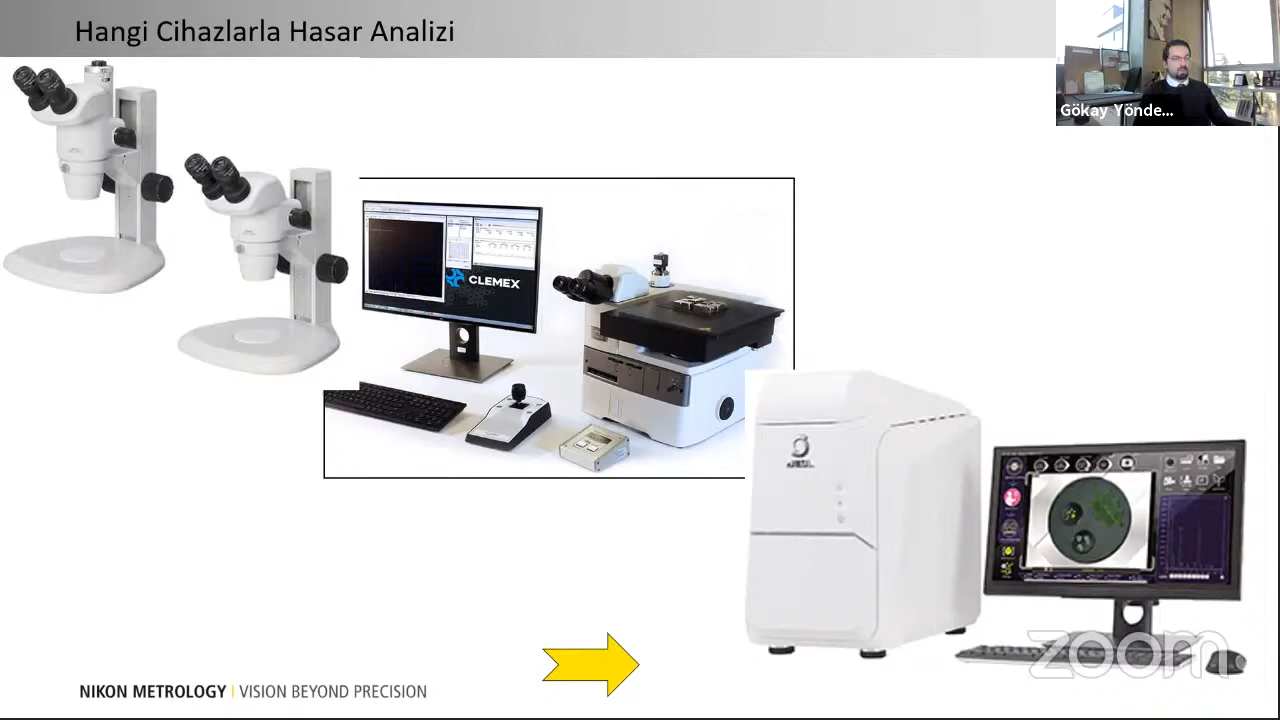 Hangi Cihazlarla Hasar Analizi
Gökay Yönde...
CLEMEX
NIKON METROLOGY | VISION BEYOND PRECISION
zoom